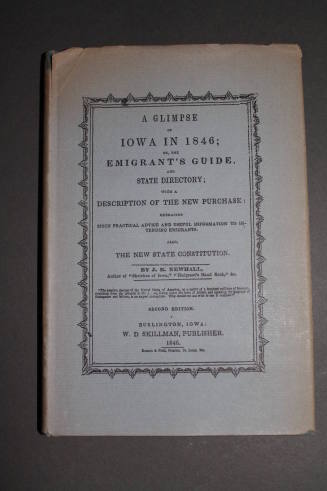 A GLIMPSE
OF
IOWA IN 1846;
OR, THE
EMIGRANT'S GUIDE,
AND
STATE DIRECTORY;
WITH A
DESCRIPTION OF THE NEW PURCHASE:
EMBRACING
MUCH PRACTICAL ADVICE AND USEFUL INFORMATION TO IN-
TENDING EMIGRANTS.
ALSO,
THE NEW STATE CONSTITUTION.
BY J. B. NEWHALL,
Author of "Sketches of Iowa," "Emigrant's Hand Book," &c.
SECOND EDITION.
BURLINGTON, IOWA:
W. D. SKILLMAN, PUBLISHER.
1846.